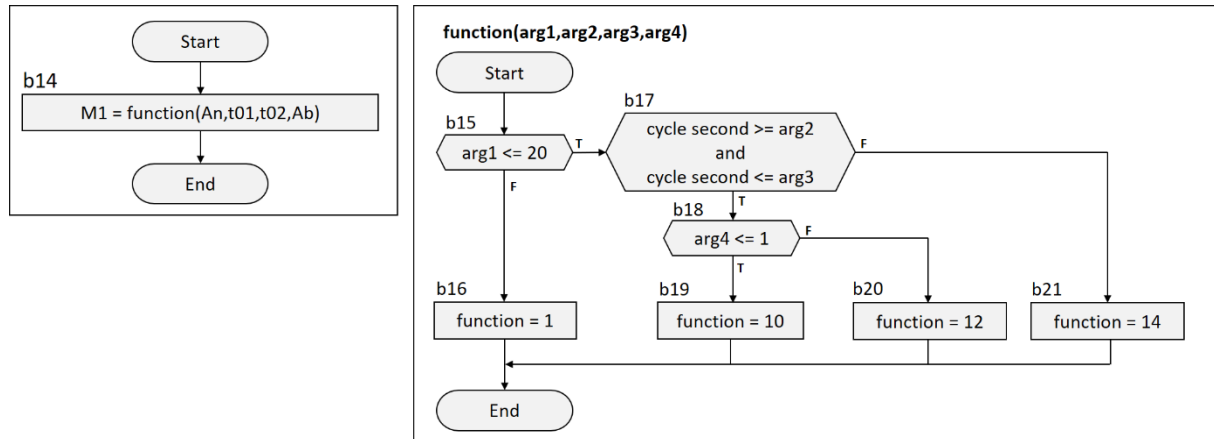 Start
b14
M1 = function(An,t01,t02,Ab)
End
function(arg1,arg2,arg3,arg4)
Start
b15
arg1 <= 20
T
F
b17
cycle second >= arg2
and
cycle second <= arg3
F
T
b18
arg4 <= 1
F
T
b16
function = 1
b19
function = 10
b20
function = 12
b21
function = 14
End